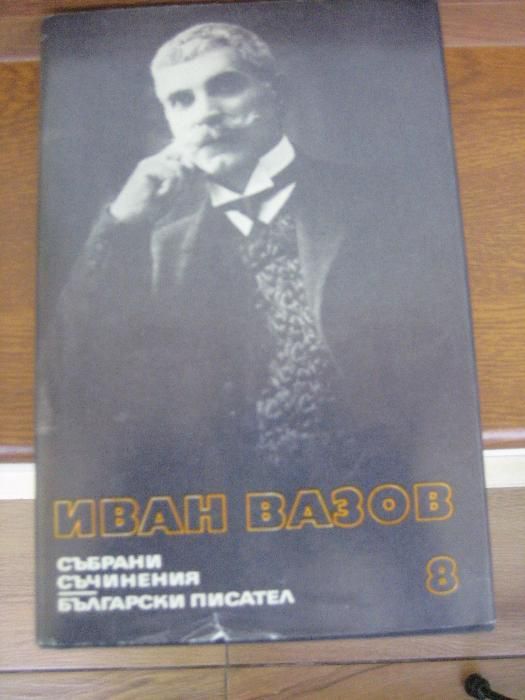 ИВАН ВАЗОВ
СЪБРАНИ
СЪЧИНЕНИЯ
БЪЛГАРСКИ ПИСАТЕЛ
8